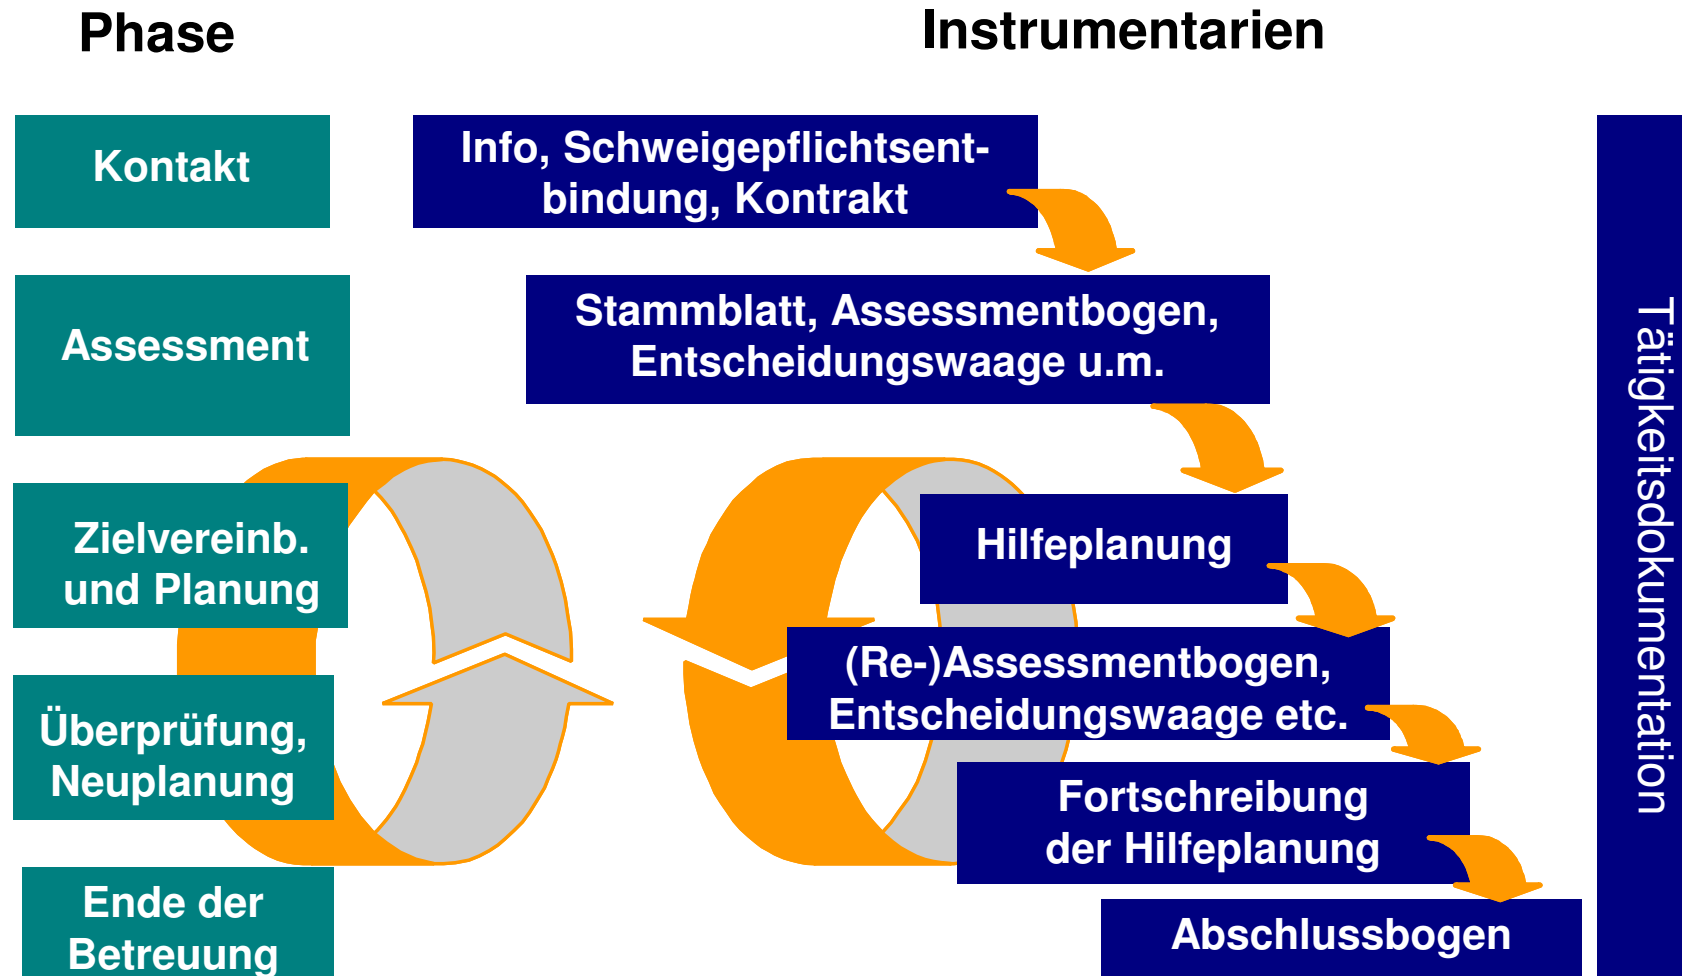 Phase
Instrumentarien
Kontakt
Info, Schweigepflichtsent-
bindung, Kontrakt
Assessment
Stammblatt, Assessmentbogen,
Entscheidungswaage u.m.
Zielvereinb.
und Planung
Hilfeplanung
(Re-)Assessmentbogen,
Entscheidungswaage etc.
Überprüfung,
Neuplanung
Fortschreibung
der Hilfeplanung
Ende der
Betreuung
Abschlussbogen
Tätigkeitsdokumentation